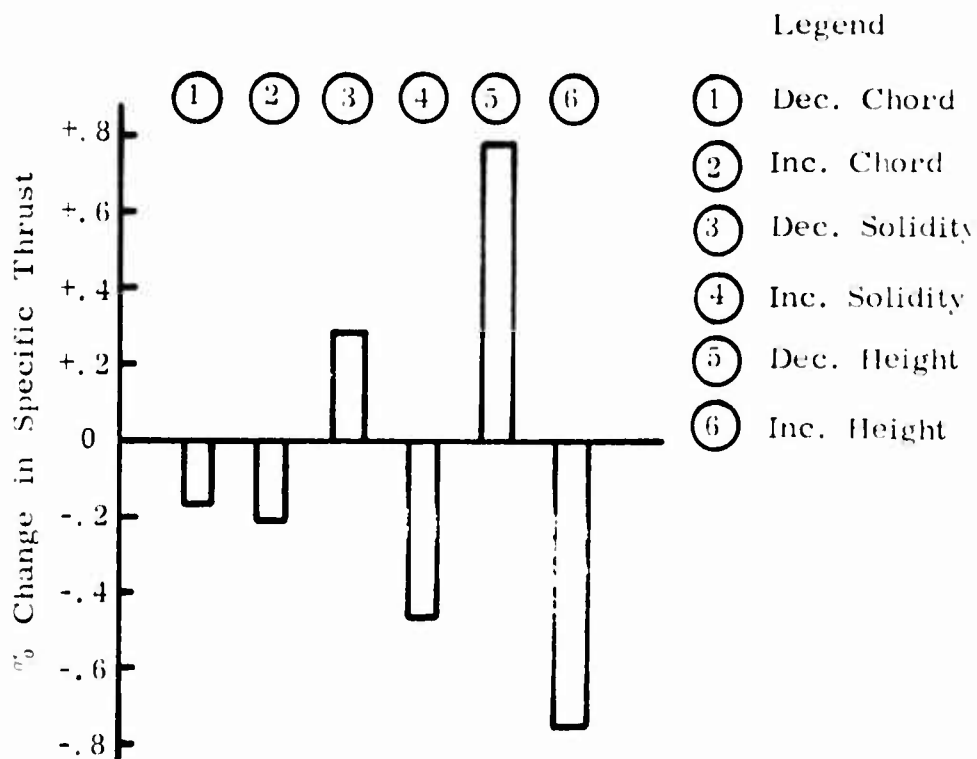 Legend
1 2 3 4 5 6
1 Dec. Chord
2 Inc. Chord
3 Dec. Solidity
4 Inc. Solidity
5 Dec. Height
6 Inc. Height
% Change in Specific Thrust
+.8
+.6
+.4
+.2
0
-.2
-.4
-.6
-.8